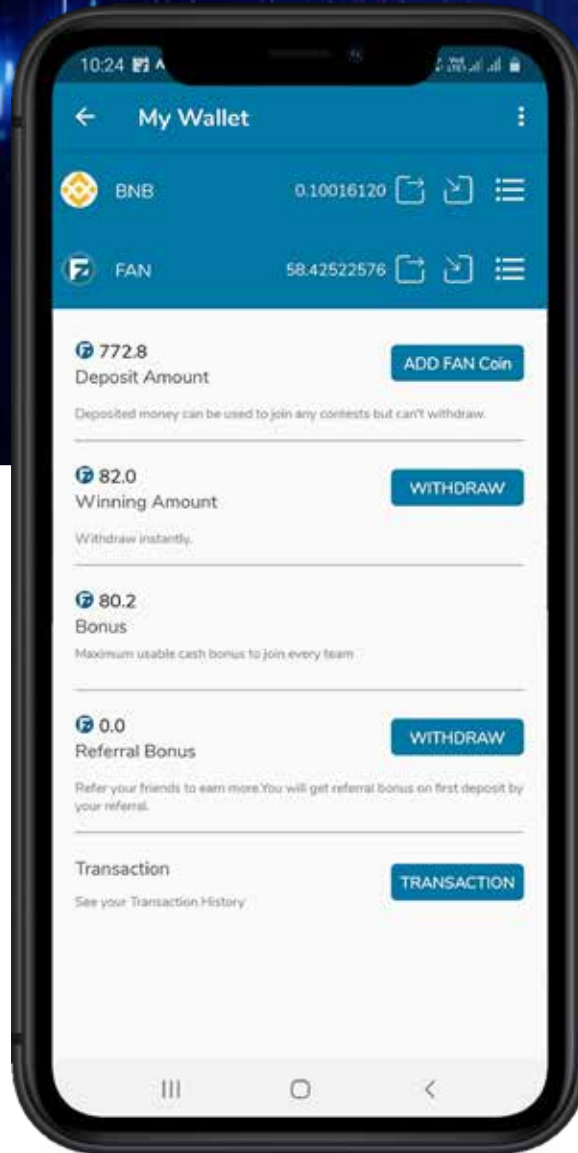 10:24
My Wallet
BNB 0.10016120
FAN 58.42522576
772.8
Deposit Amount
ADD FAN Coin
Deposited money can be used to join any contests but can't withdraw.
82.0
Winning Amount
WITHDRAW
Withdraw instantly.
80.2
Bonus
Maximum usable cash bonus to join every team
0.0
Referral Bonus
WITHDRAW
Refer your friends to earn more.You will get referral bonus on first deposit by
your referral.
Transaction
TRANSACTION
See your Transaction History